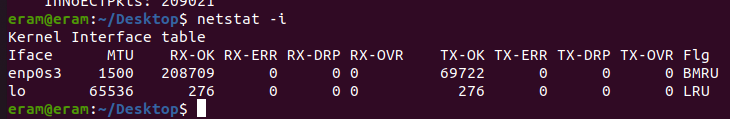 InNoECTPkts: 209021
eram@eram:~/Desktop$ netstat -i
Kernel Interface table
Iface MTU RX-OK RX-ERR RX-DRP RX-OVR TX-OK TX-ERR TX-DRP TX-OVR Flg
enp0s3 1500 208709 0 0 0 69722 0 0 0 BMRU
lo 65536 276 0 0 0 276 0 0 0 LRU
eram@eram:~/Desktop$